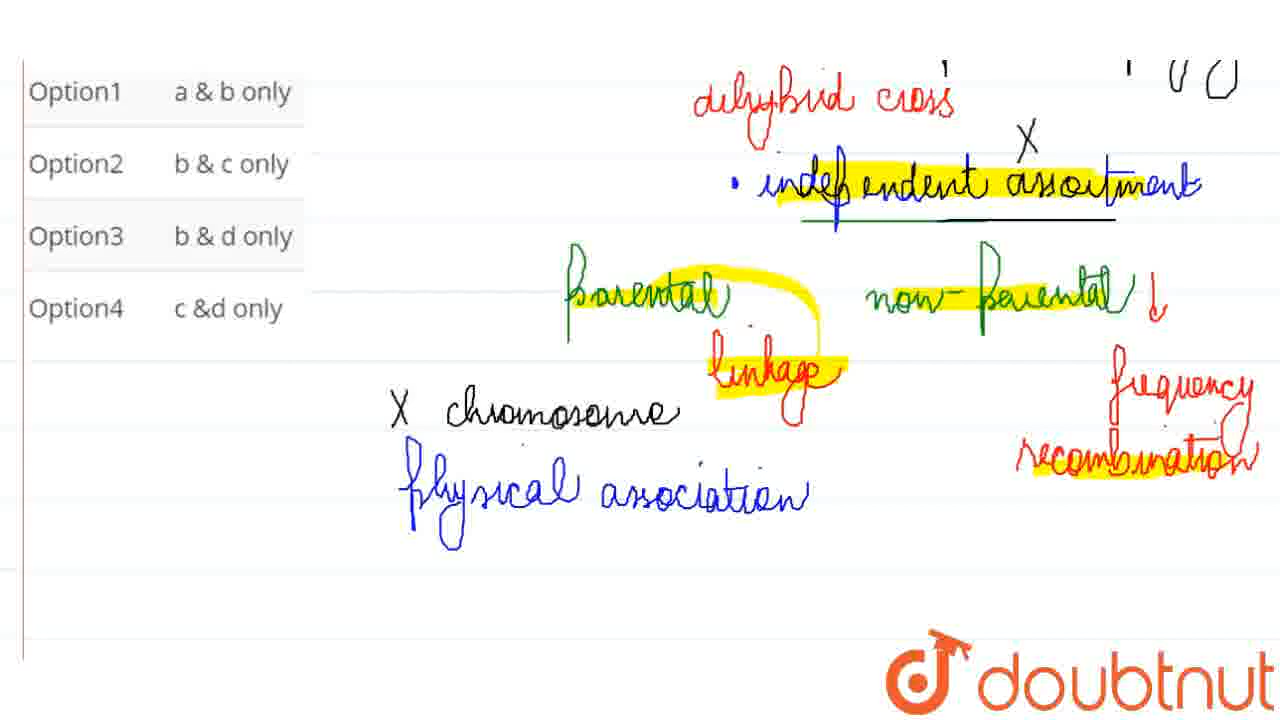 Option1 a & b only
Option2 b & c only
Option3 b & d only
Option4 c &d only
dihybrid cross
X
• independent assortment
parental non-parental ↓
linkage
frequency
recombination
X chromosome
physical association
doubtnut